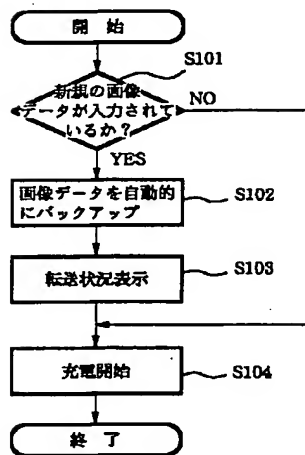 開 始
S101
新規の画像
データが入力されて
いるか？
NO
YES
画像データを自動的
にバックアップ
S102
転送状況表示
S103
充電開始
S104
終 了